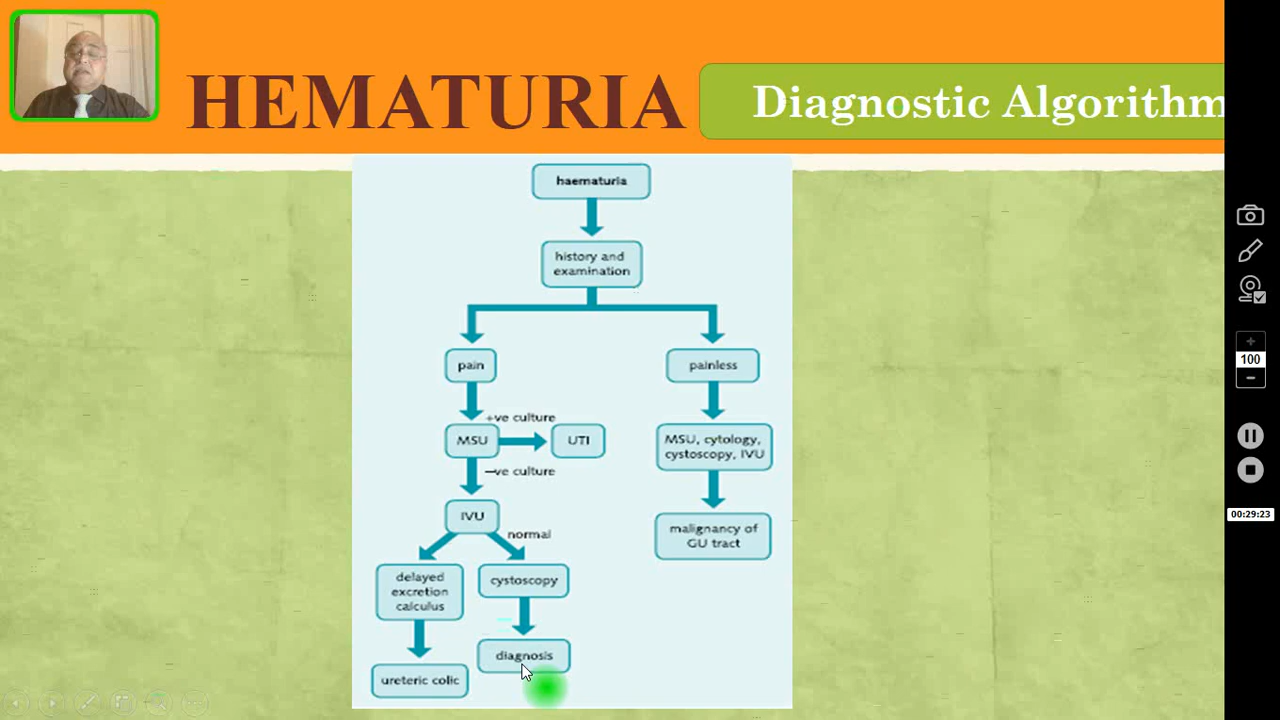 HEMATURIA
Diagnostic Algorithm
haematuria
history and
examination
pain
painless
+ve culture
MSU
UTI
MSU, cytology,
cystoscopy, IVU
–ve culture
IVU
normal
malignancy of
GU tract
delayed
excretion
calculus
cystoscopy
diagnosis
ureteric colic
100
00:29:23